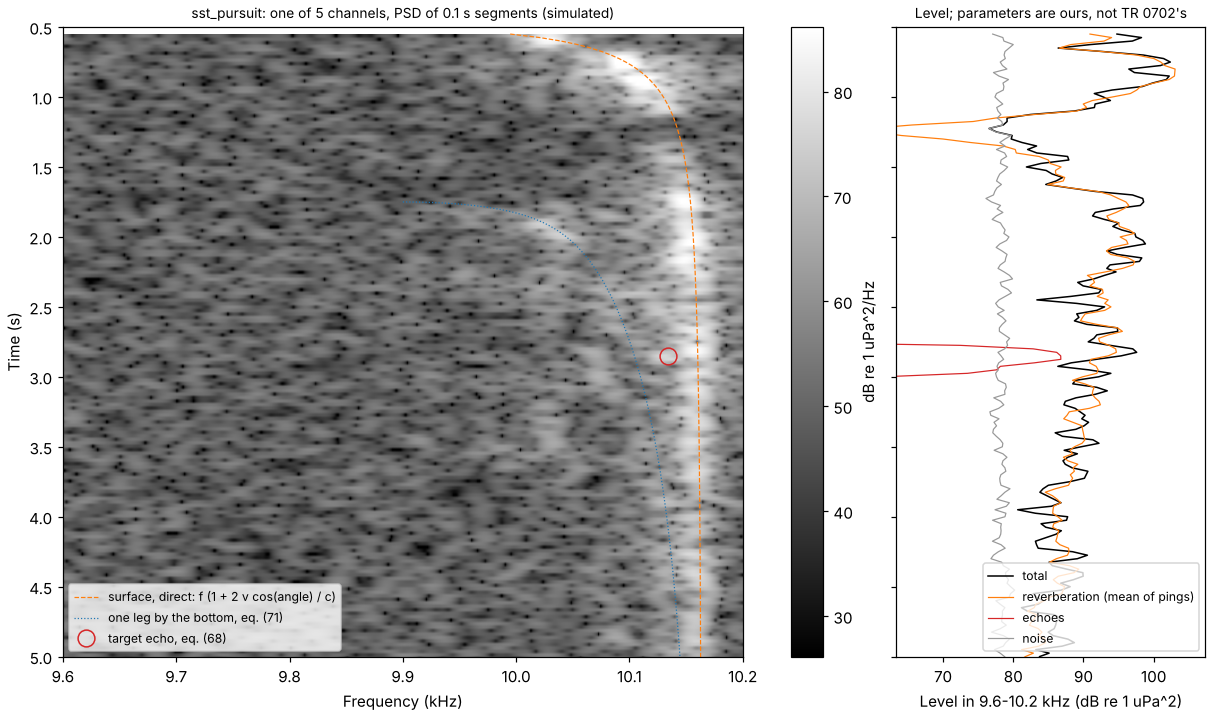 sst_pursuit: one of 5 channels, PSD of 0.1 s segments (simulated)
Level; parameters are ours, not TR 0702's
0.5
1.0
1.5
2.0
2.5
3.0
3.5
4.0
4.5
5.0
Time (s)
9.6
9.7
9.8
9.9
10.0
10.1
10.2
Frequency (kHz)
surface, direct: f (1 + 2 v cos(angle) / c)
one leg by the bottom, eq. (71)
target echo, eq. (68)
80
70
60
50
40
30
dB re 1 uPa^2/Hz
total
reverberation (mean of pings)
echoes
noise
70
80
90
100
Level in 9.6-10.2 kHz (dB re 1 uPa^2)